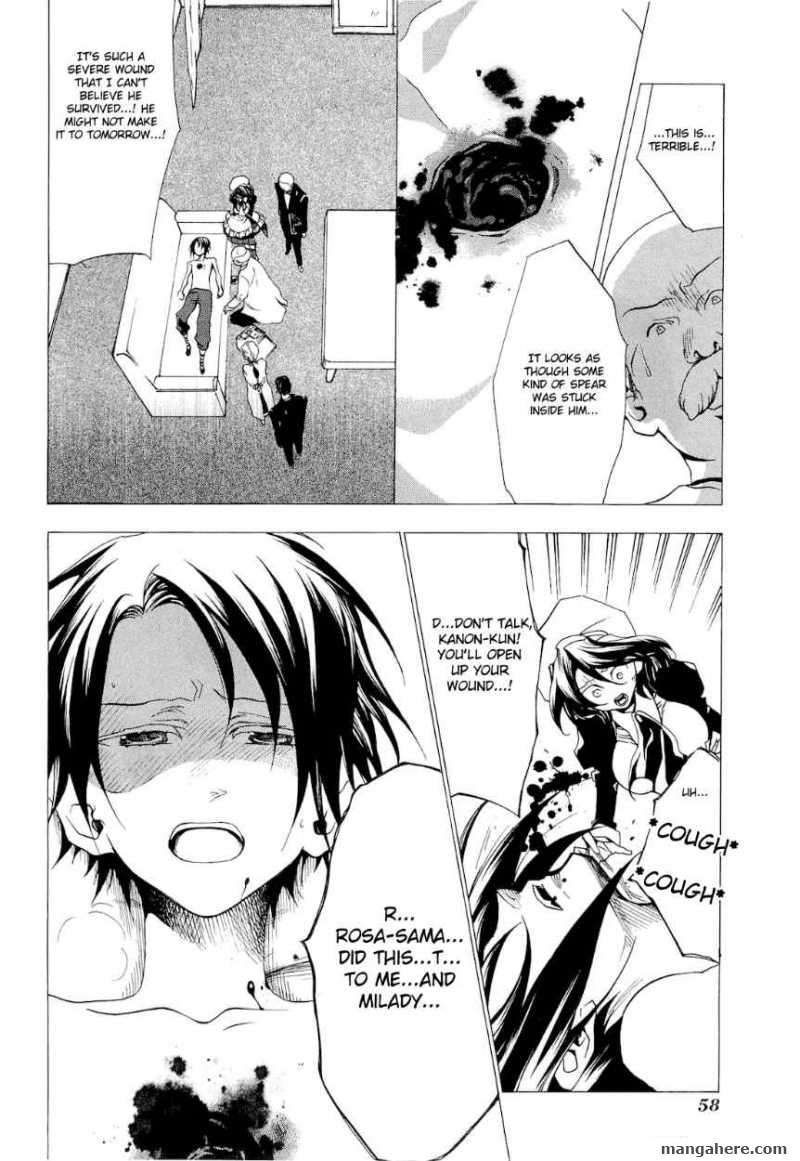 ...THIS IS...
TERRIBLE...!
IT LOOKS AS
THOUGH SOME
KIND OF SPEAR
WAS STUCK
INSIDE HIM...
IT'S SUCH A
SEVERE WOUND
THAT I CAN'T
BELIEVE HE
SURVIVED...! HE
MIGHT NOT MAKE
IT TO TOMORROW...!
D...DON'T TALK,
KANON-KUN!
YOU'LL OPEN
UP YOUR
WOUND...!
UH...
*COUGH*
*COUGH*
R...
ROSA-SAMA...
DID THIS...T...
TO ME...AND
MILADY...
58
mangahere.com